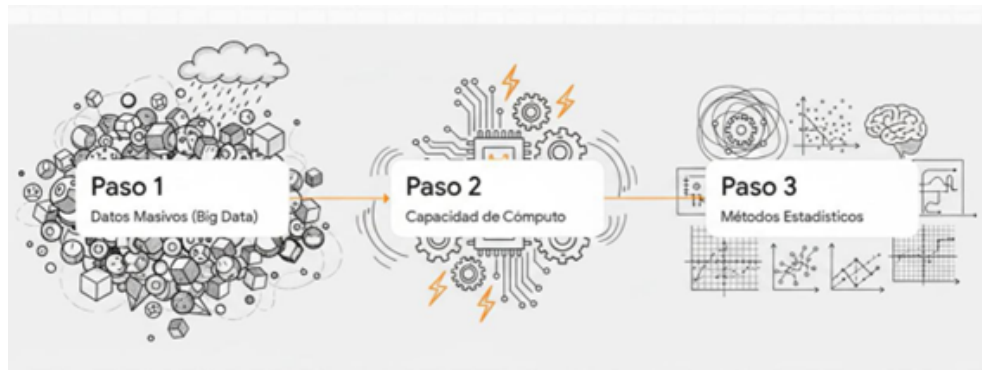 Paso 1
Datos Masivos (Big Data)
Paso 2
Capacidad de Cómputo
Paso 3
Métodos Estadísticos